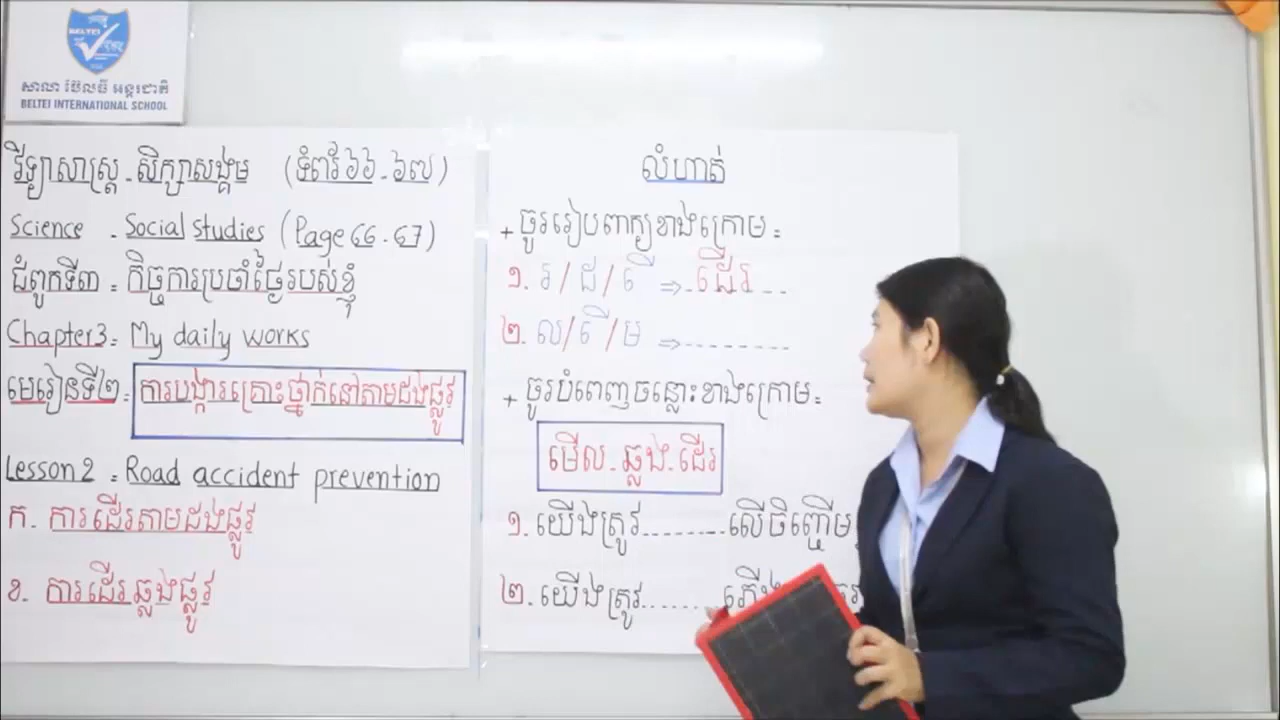 BELTEI
សាលា ប៊ែលធី អន្តរជាតិ
BELTEI INTERNATIONAL SCHOOL
វិទ្យាសាស្ត្រ - សិក្សាសង្គម (ទំពរ័៦៦-៦៧)
Science - Social studies (Page 66-67)
ជំពូកទី៣ = កិច្ចការប្រចាំថ្ងៃរបស់ខ្ញុំ
Chapter3= My daily works
មេរៀនទី២ = ការបង្ការគ្រោះថ្នាក់នៅតាមដងផ្លូវ
Lesson 2 = Road accident prevention
ក. ការដើរតាមដងផ្លូវ
ខ. ការដើរឆ្លងផ្លូវ
លំហាត់
+ ចូររៀបពាក្យខាងក្រោម =
១. រ / ដ / ើ => ដើរ
២. ល / ើ / ម => .........
+ ចូរបំពេញចន្លោះខាងក្រោម=
មើល - ឆ្លង - ដើរ
១. យើងត្រូវ.........លើចិញ្ចើម
២. យើងត្រូវ.........